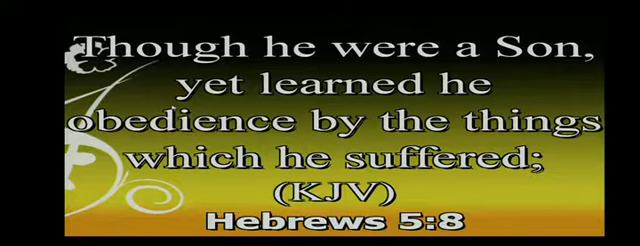 Though he were a Son,
yet learned he
obedience by the things
which he suffered;
(KJV)
Hebrews 5:8